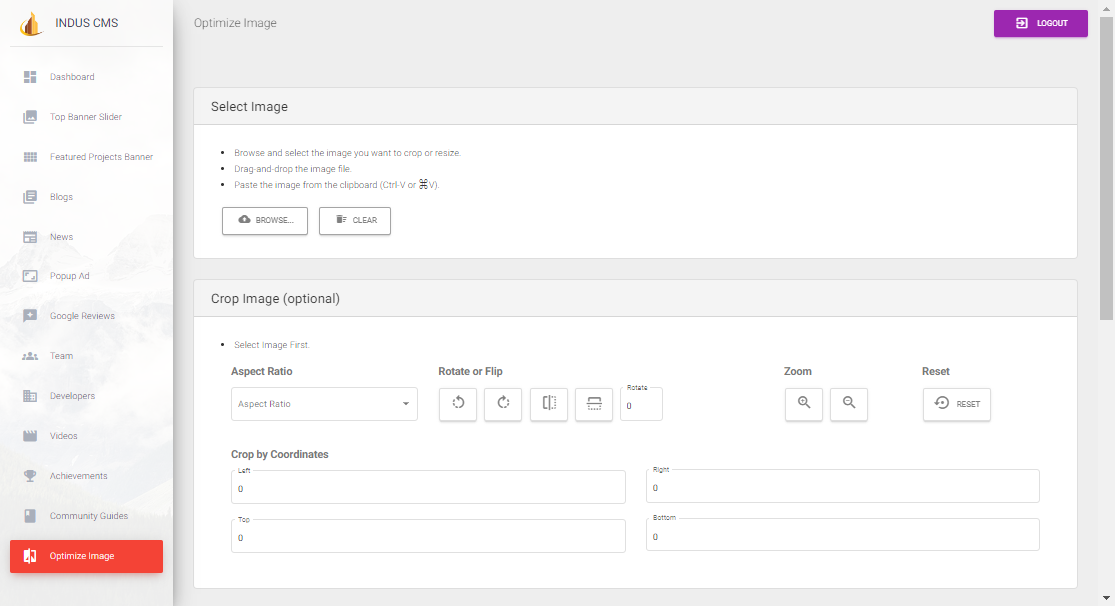 INDUS CMS
Dashboard
Top Banner Slider
Featured Projects Banner
Blogs
News
Popup Ad
Google Reviews
Team
Developers
Videos
Achievements
Community Guides
Optimize Image
Optimize Image
LOGOUT
Select Image
Browse and select the image you want to crop or resize.
Drag-and-drop the image file.
Paste the image from the clipboard (Ctrl-V or ⌘V).
BROWSE...
CLEAR
Crop Image (optional)
Select Image First.
Aspect Ratio
Rotate or Flip
Zoom
Reset
Aspect Ratio
Rotate
0
RESET
Crop by Coordinates
Left
0
Right
0
Top
0
Bottom
0